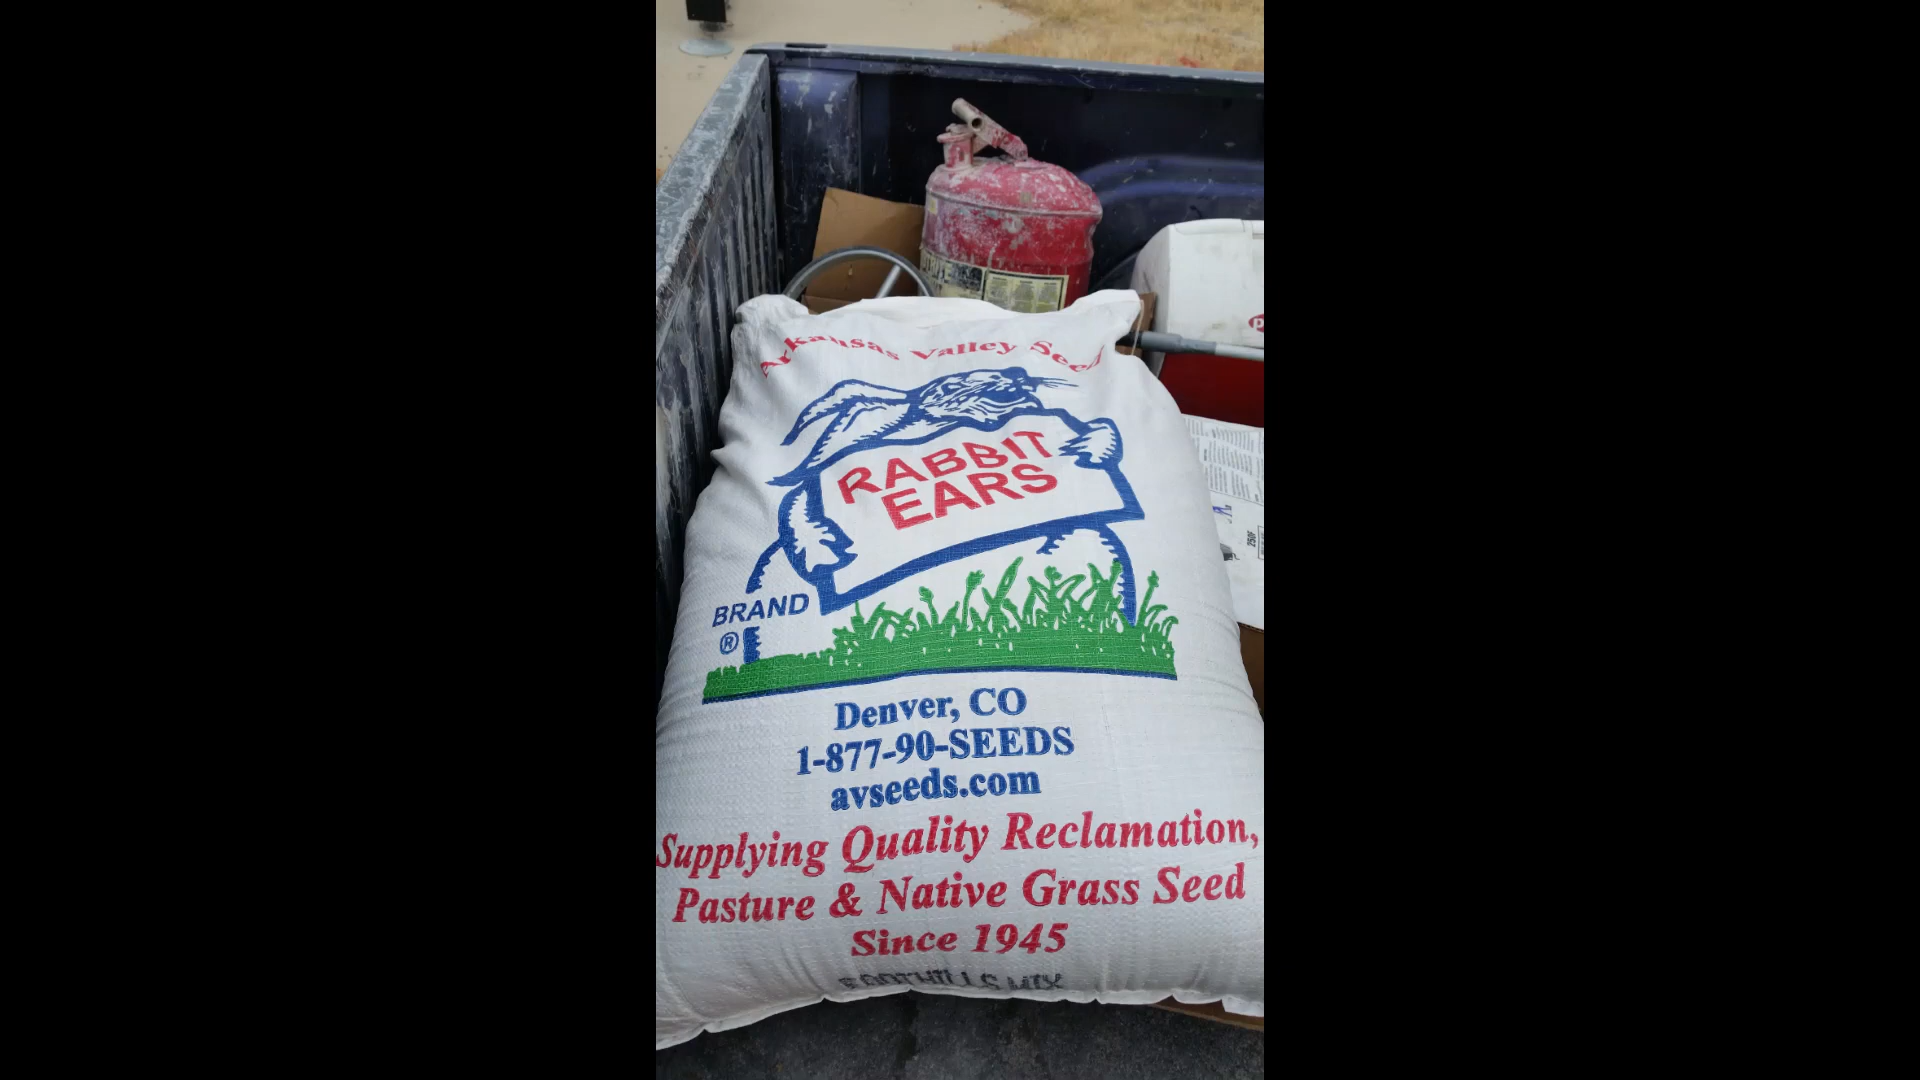 Arkansas Valley Seed
RABBIT
EARS
BRAND
®
Denver, CO
1-877-90-SEEDS
avseeds.com
Supplying Quality Reclamation,
Pasture & Native Grass Seed
Since 1945
FOOTHILLS MIX